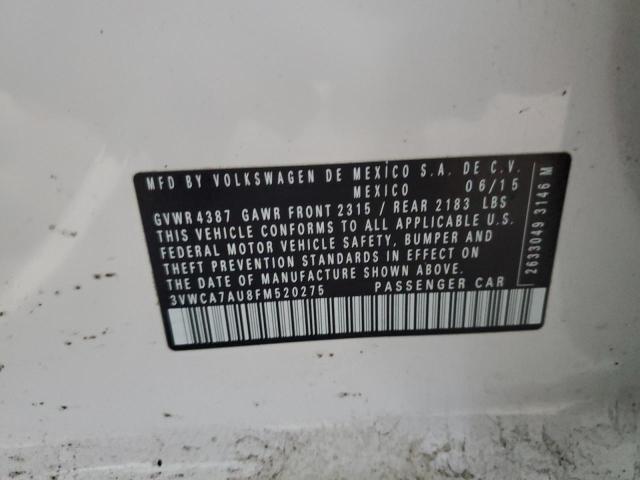 MFD BY VOLKSWAGEN DE MEXICO S.A. DE C.V.
MEXICO 06/15
GVWR 4387 GAWR FRONT 2315 / REAR 2183 LBS
THIS VEHICLE CONFORMS TO ALL APPLICABLE U.S.
FEDERAL MOTOR VEHICLE SAFETY, BUMPER AND
THEFT PREVENTION STANDARDS IN EFFECT ON
THE DATE OF MANUFACTURE SHOWN ABOVE.
3VWCA7AU8FM520275 PASSENGER CAR
2633049 3146 M